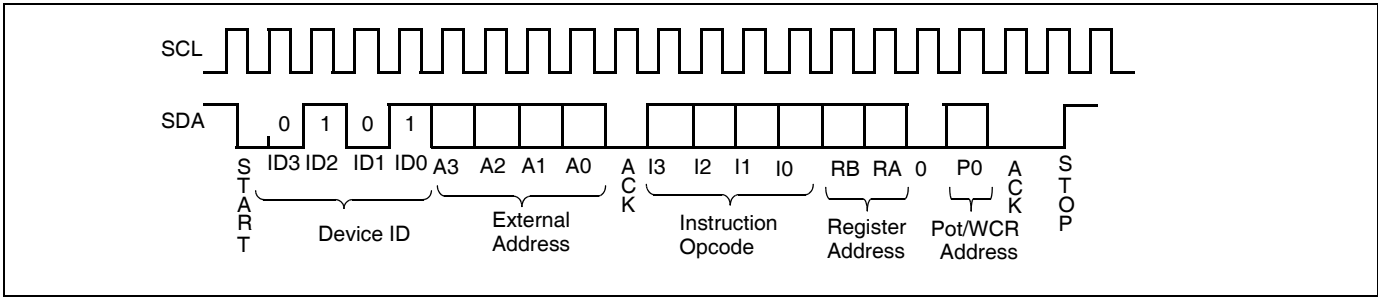 SCL
SDA
0 1 0 1
ID3 ID2 ID1 ID0 A3 A2 A1 A0 I3 I2 I1 I0 RB RA 0 P0
START
ACK
ACK
STOP
Device ID
External
Address
Instruction
Opcode
Register
Address
Pot/WCR
Address